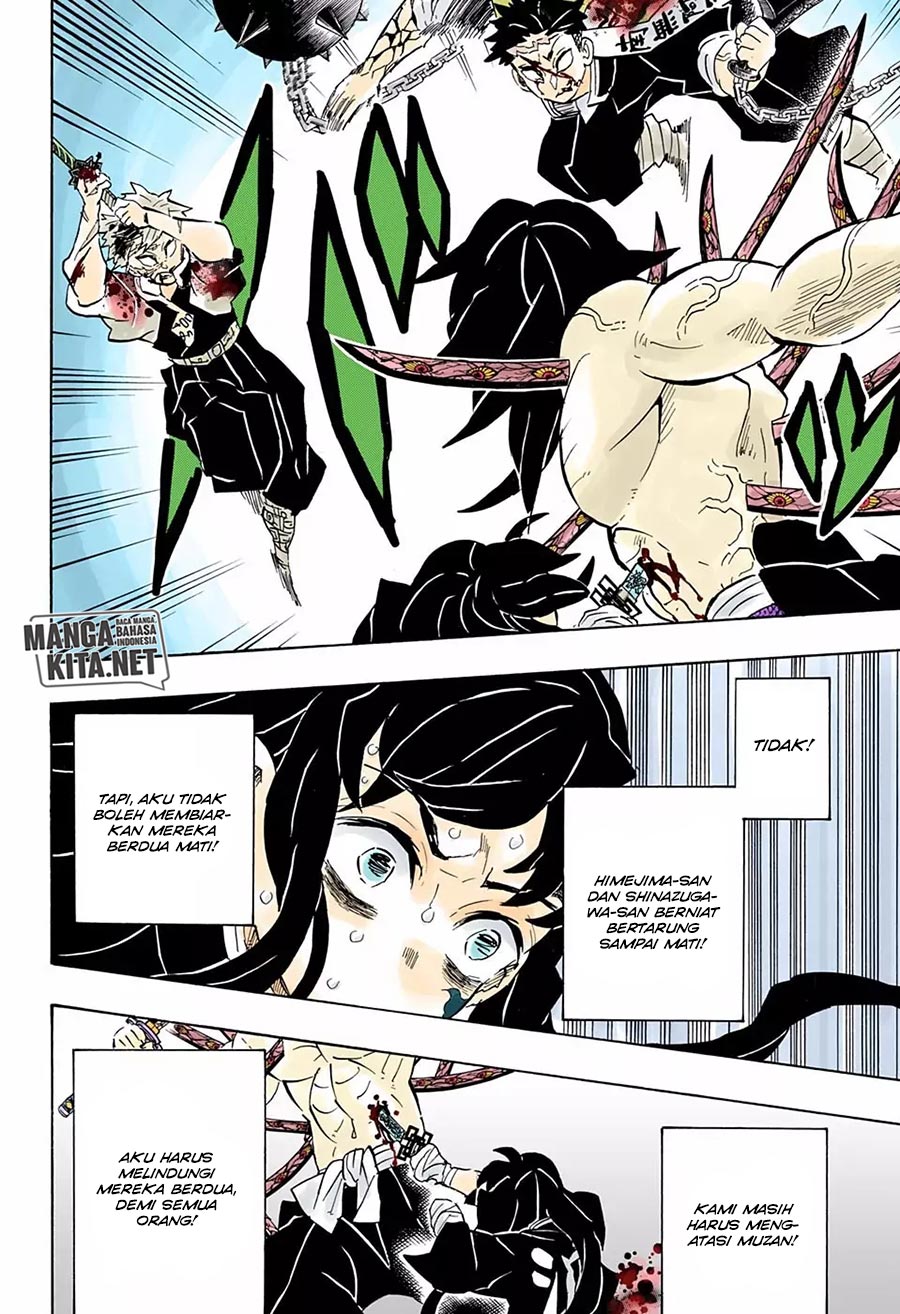 MANGA
KITA.NET
BACA MANGA
BAHASA
INDONESIA
TIDAK!
HIMEJIMA-SAN
DAN SHINAZUGA-
WA-SAN BERNIAT
BERTARUNG
SAMPAI MATI!
TAPI, AKU TIDAK
BOLEH MEMBIAR-
KAN MEREKA
BERDUA MATI!
KAMI MASIH
HARUS MENG-
ATASI MUZAN!
AKU HARUS
MELINDUNGI
MEREKA BERDUA,
DEMI SEMUA
ORANG!